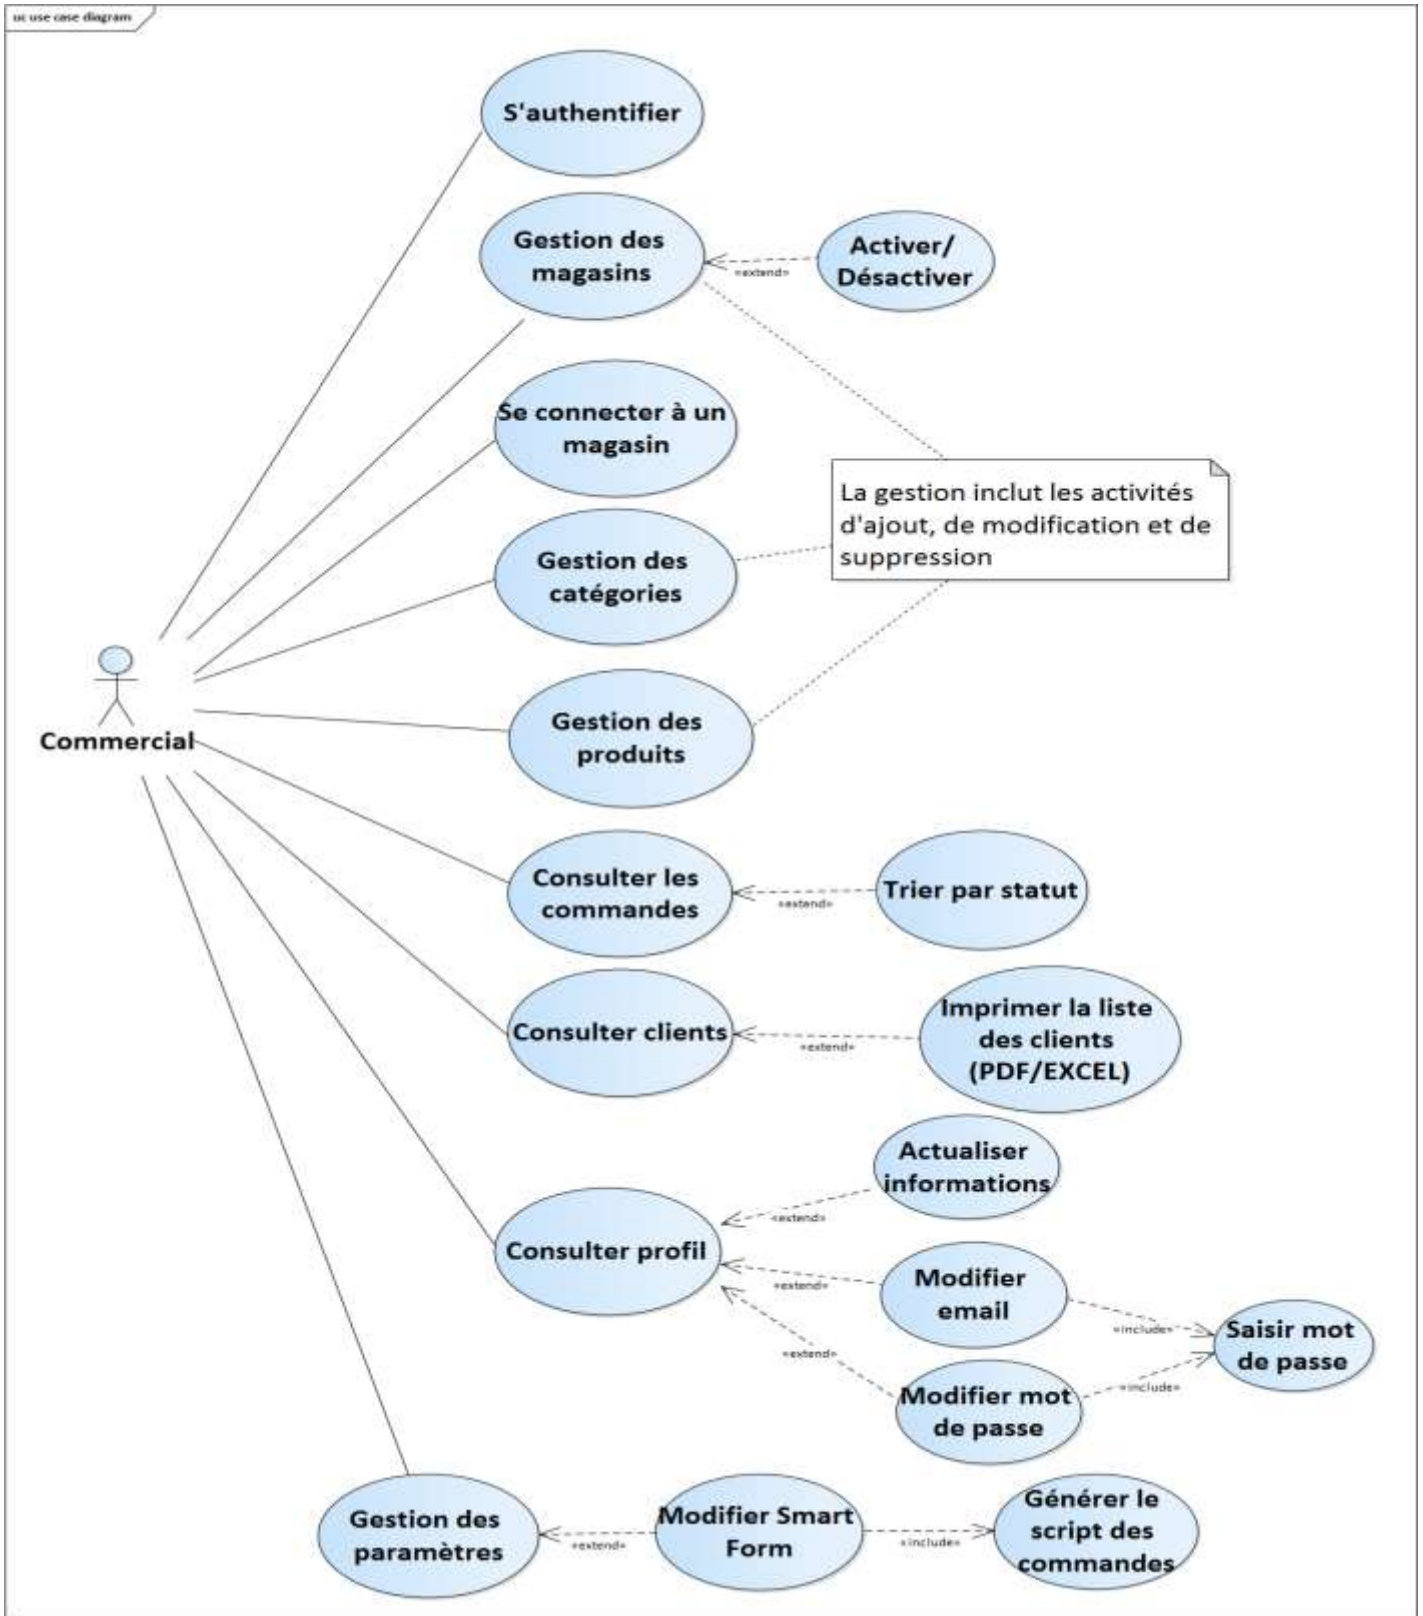 uc use case diagram
S'authentifier
Gestion des
magasins
«extend»
Activer/
Désactiver
Se connecter à un
magasin
La gestion inclut les activités
d'ajout, de modification et de
suppression
Gestion des
catégories
Commercial
Gestion des
produits
Consulter les
commandes
«extend»
Trier par statut
Consulter clients
«extend»
Imprimer la liste
des clients
(PDF/EXCEL)
Actualiser
informations
«extend»
Consulter profil
«extend»
Modifier
email
«include»
Saisir mot
de passe
«extend»
Modifier mot
de passe
«include»
Gestion des
paramètres
«extend»
Modifier Smart
Form
«include»
Générer le
script des
commandes